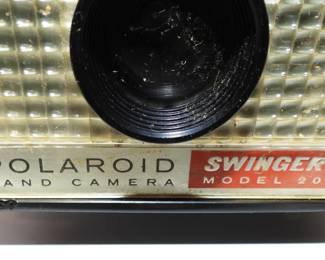 POLAROID SWINGER
AND CAMERA MODEL 20